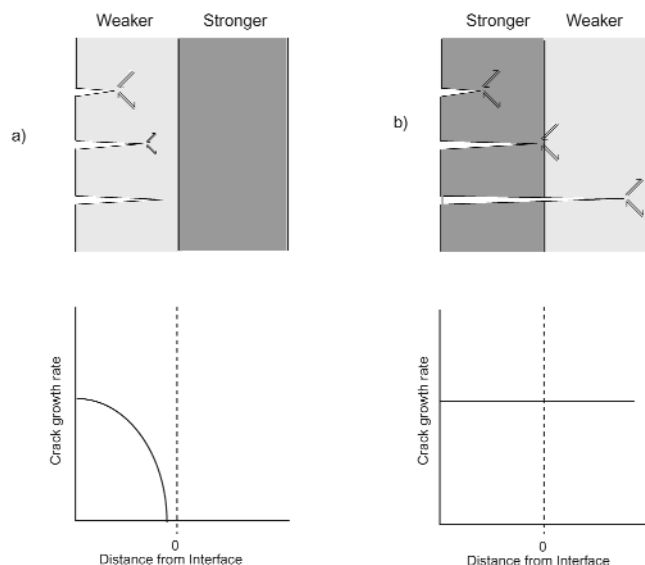 Weaker Stronger
a)
Crack growth rate
0
Distance from Interface
Stronger Weaker
b)
Crack growth rate
0
Distance from Interface